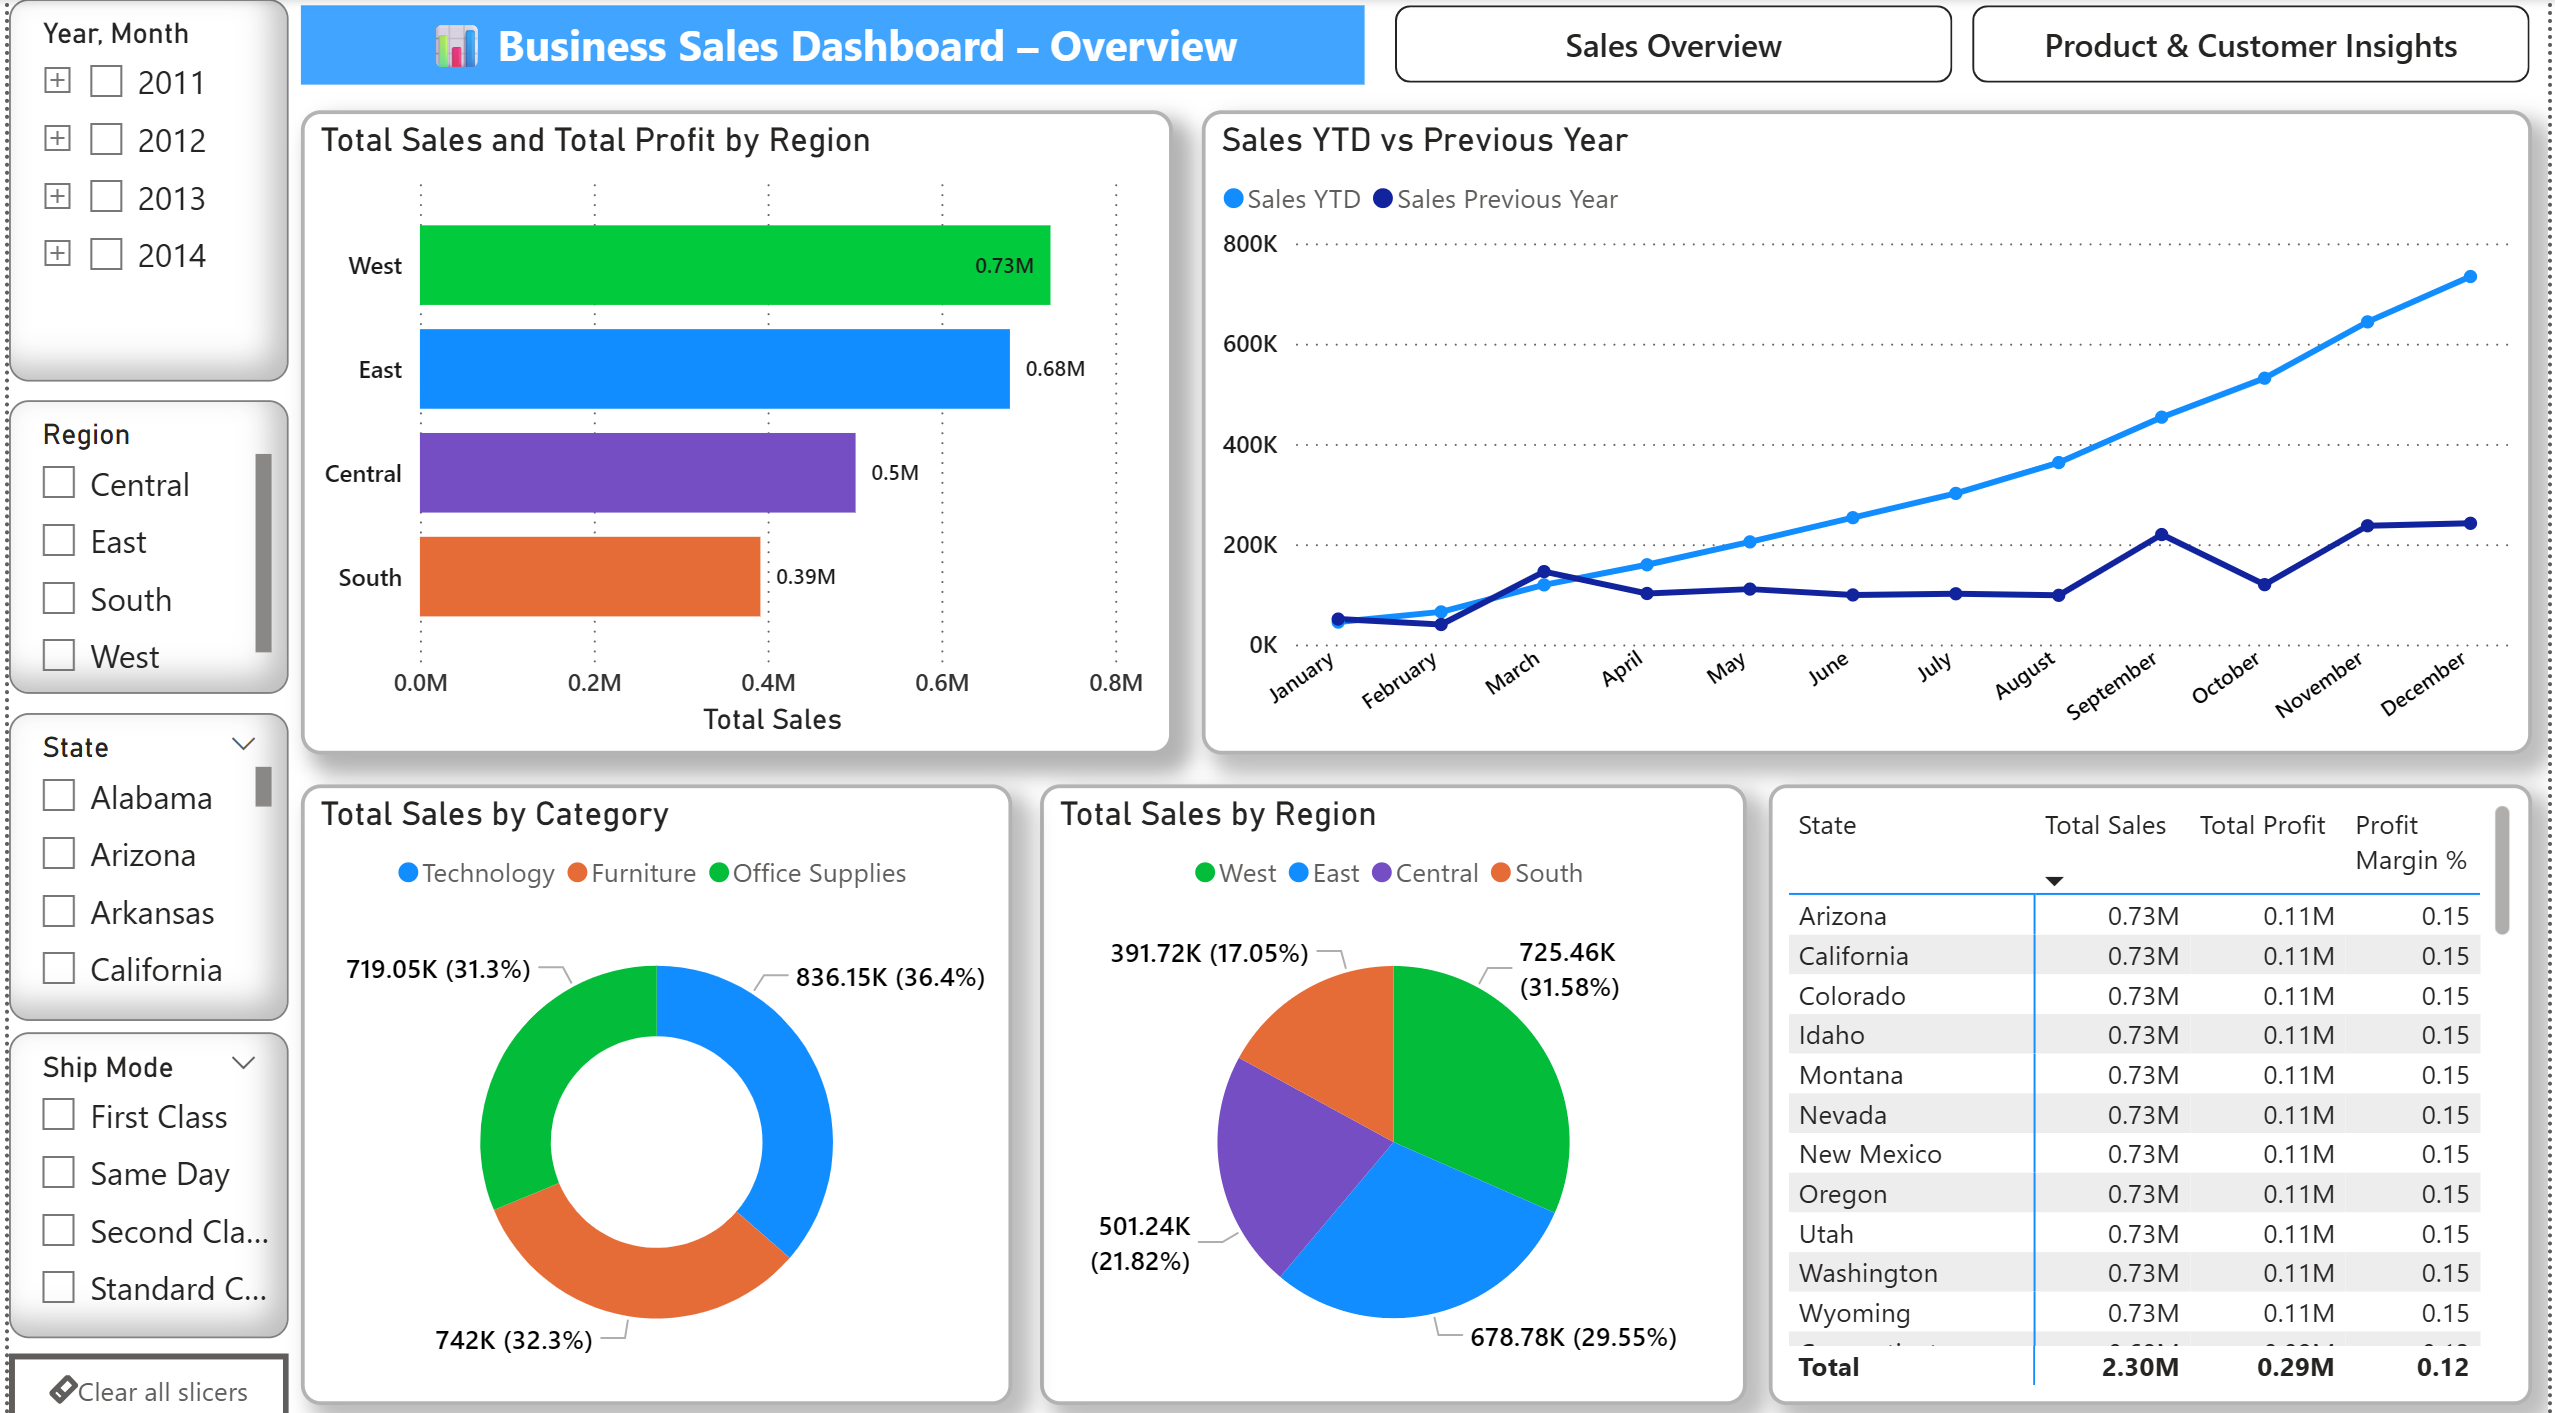 Year, Month
2011
2012
2013
2014
Region
Central
East
South
West
State
Alabama
Arizona
Arkansas
California
Ship Mode
First Class
Same Day
Second Cla...
Standard C...
Clear all slicers
Business Sales Dashboard – Overview
Sales Overview
Product & Customer Insights
Total Sales and Total Profit by Region
West
0.73M
East
0.68M
Central
0.5M
South
0.39M
0.0M 0.2M 0.4M 0.6M 0.8M
Total Sales
Sales YTD vs Previous Year
Sales YTD Sales Previous Year
800K
600K
400K
200K
0K
January February March April May June July August September October November December
Total Sales by Category
Technology Furniture Office Supplies
719.05K (31.3%)
836.15K (36.4%)
742K (32.3%)
Total Sales by Region
West East Central South
391.72K (17.05%)
725.46K
(31.58%)
501.24K
(21.82%)
678.78K (29.55%)
State Total Sales Total Profit Profit
Margin %
Arizona 0.73M 0.11M 0.15
California 0.73M 0.11M 0.15
Colorado 0.73M 0.11M 0.15
Idaho 0.73M 0.11M 0.15
Montana 0.73M 0.11M 0.15
Nevada 0.73M 0.11M 0.15
New Mexico 0.73M 0.11M 0.15
Oregon 0.73M 0.11M 0.15
Utah 0.73M 0.11M 0.15
Washington 0.73M 0.11M 0.15
Wyoming 0.73M 0.11M 0.15
Total 2.30M 0.29M 0.12